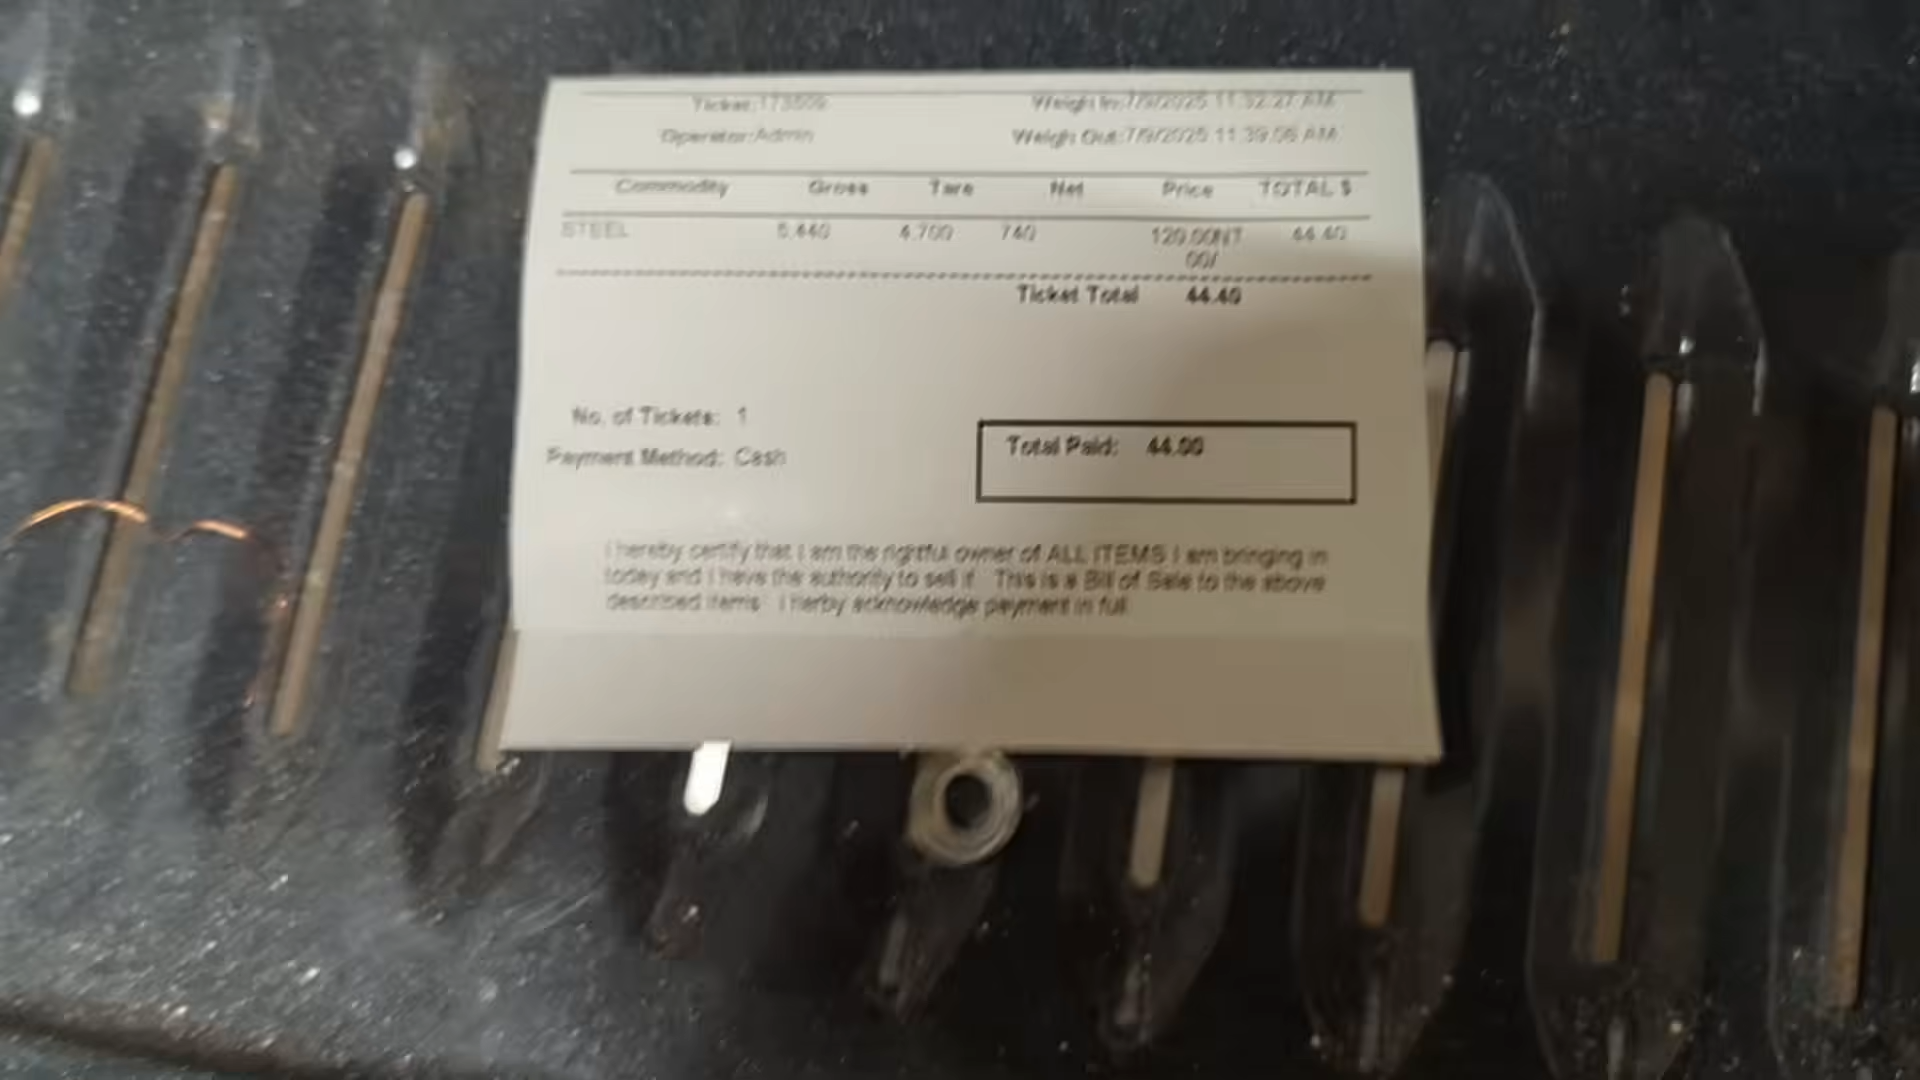 Ticket:173509 Weigh In:7/9/2025 11:32:27 AM
Operator:Admin Weigh Out:7/9/2025 11:39:06 AM
Commodity Gross Tare Net Price TOTAL $
STEEL 5,440 4,700 740 120.00/NT 44.40
00/
Ticket Total 44.40
No. of Tickets: 1
Payment Method: Cash
Total Paid: 44.00
I hereby certify that I am the rightful owner of ALL ITEMS I am bringing in
today and I have the authority to sell it. This is a Bill of Sale to the above
described items. I herby acknowledge payment in full.